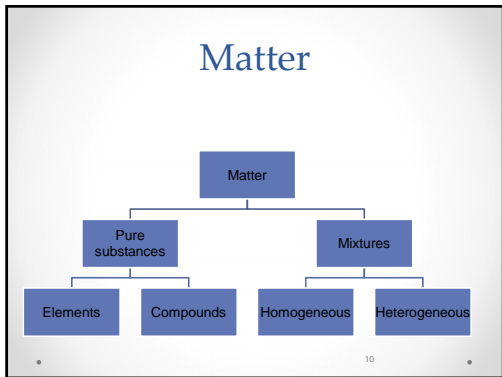 Matter
Matter
Pure
substances
Mixtures
Elements
Compounds
Homogeneous
Heterogeneous
10